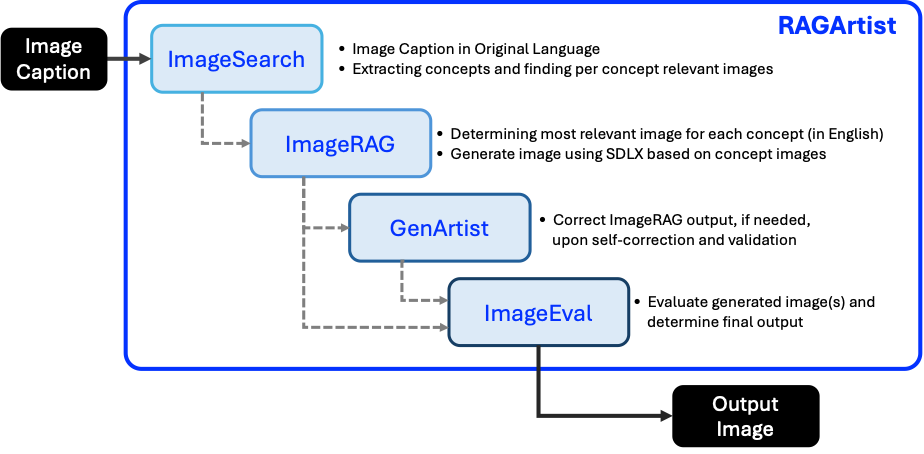 RAGArtist
Image
Caption
ImageSearch
• Image Caption in Original Language
• Extracting concepts and finding per concept relevant images
ImageRAG
• Determining most relevant image for each concept (in English)
• Generate image using SDLX based on concept images
GenArtist
• Correct ImageRAG output, if needed,
upon self-correction and validation
ImageEval
• Evaluate generated image(s) and
determine final output
Output
Image